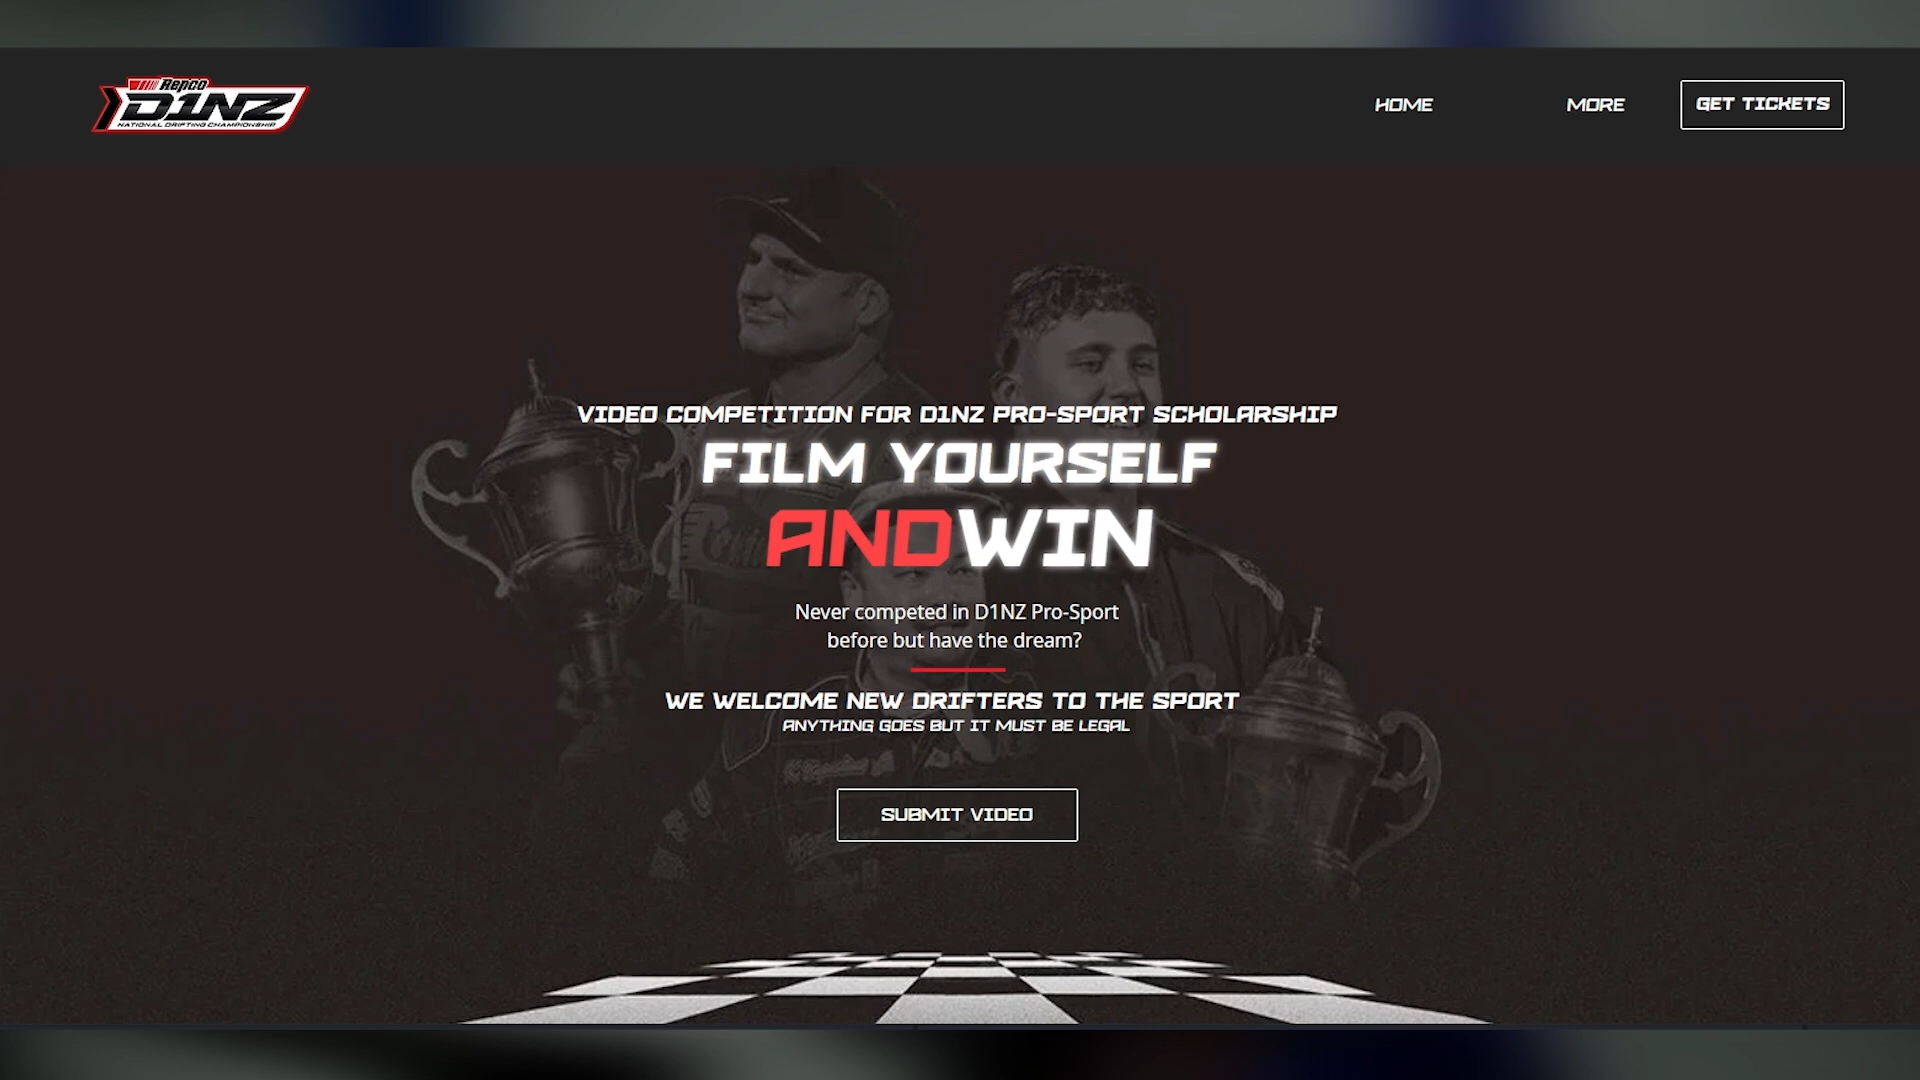 Repco
D1NZ
NATIONAL DRIFTING CHAMPIONSHIP
HOME
MORE
GET TICKETS
VIDEO COMPETITION FOR D1NZ PRO-SPORT SCHOLARSHIP
FILM YOURSELF
ANDWIN
Never competed in D1NZ Pro-Sport
before but have the dream?
WE WELCOME NEW DRIFTERS TO THE SPORT
ANYTHING GOES BUT IT MUST BE LEGAL
SUBMIT VIDEO